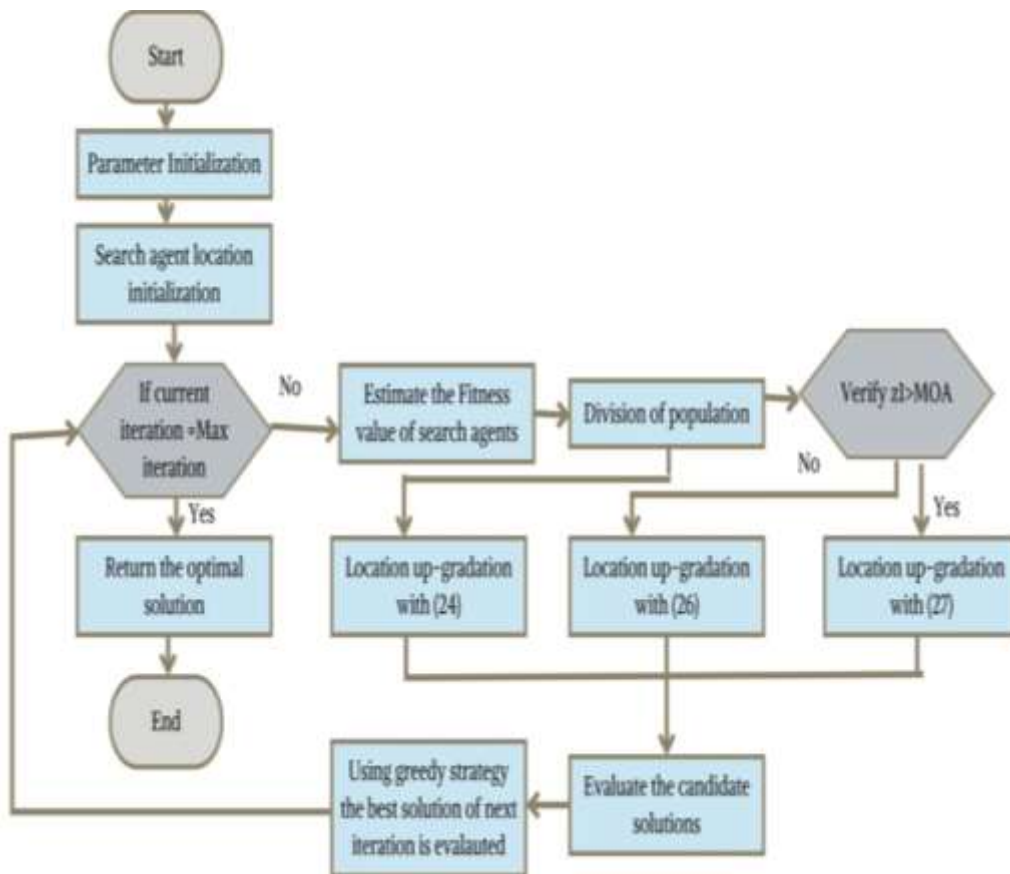 Start
Parameter Initialization
Search agent location
initialization
If current
iteration =Max
iteration
No
Estimate the Fitness
value of search agents
Division of population
Verify z1>MOA
No
Yes
Yes
Return the optimal
solution
Location up-gradation
with (24)
Location up-gradation
with (26)
Location up-gradation
with (27)
End
Using greedy strategy
the best solution of next
iteration is evalauted
Evaluate the candidate
solutions